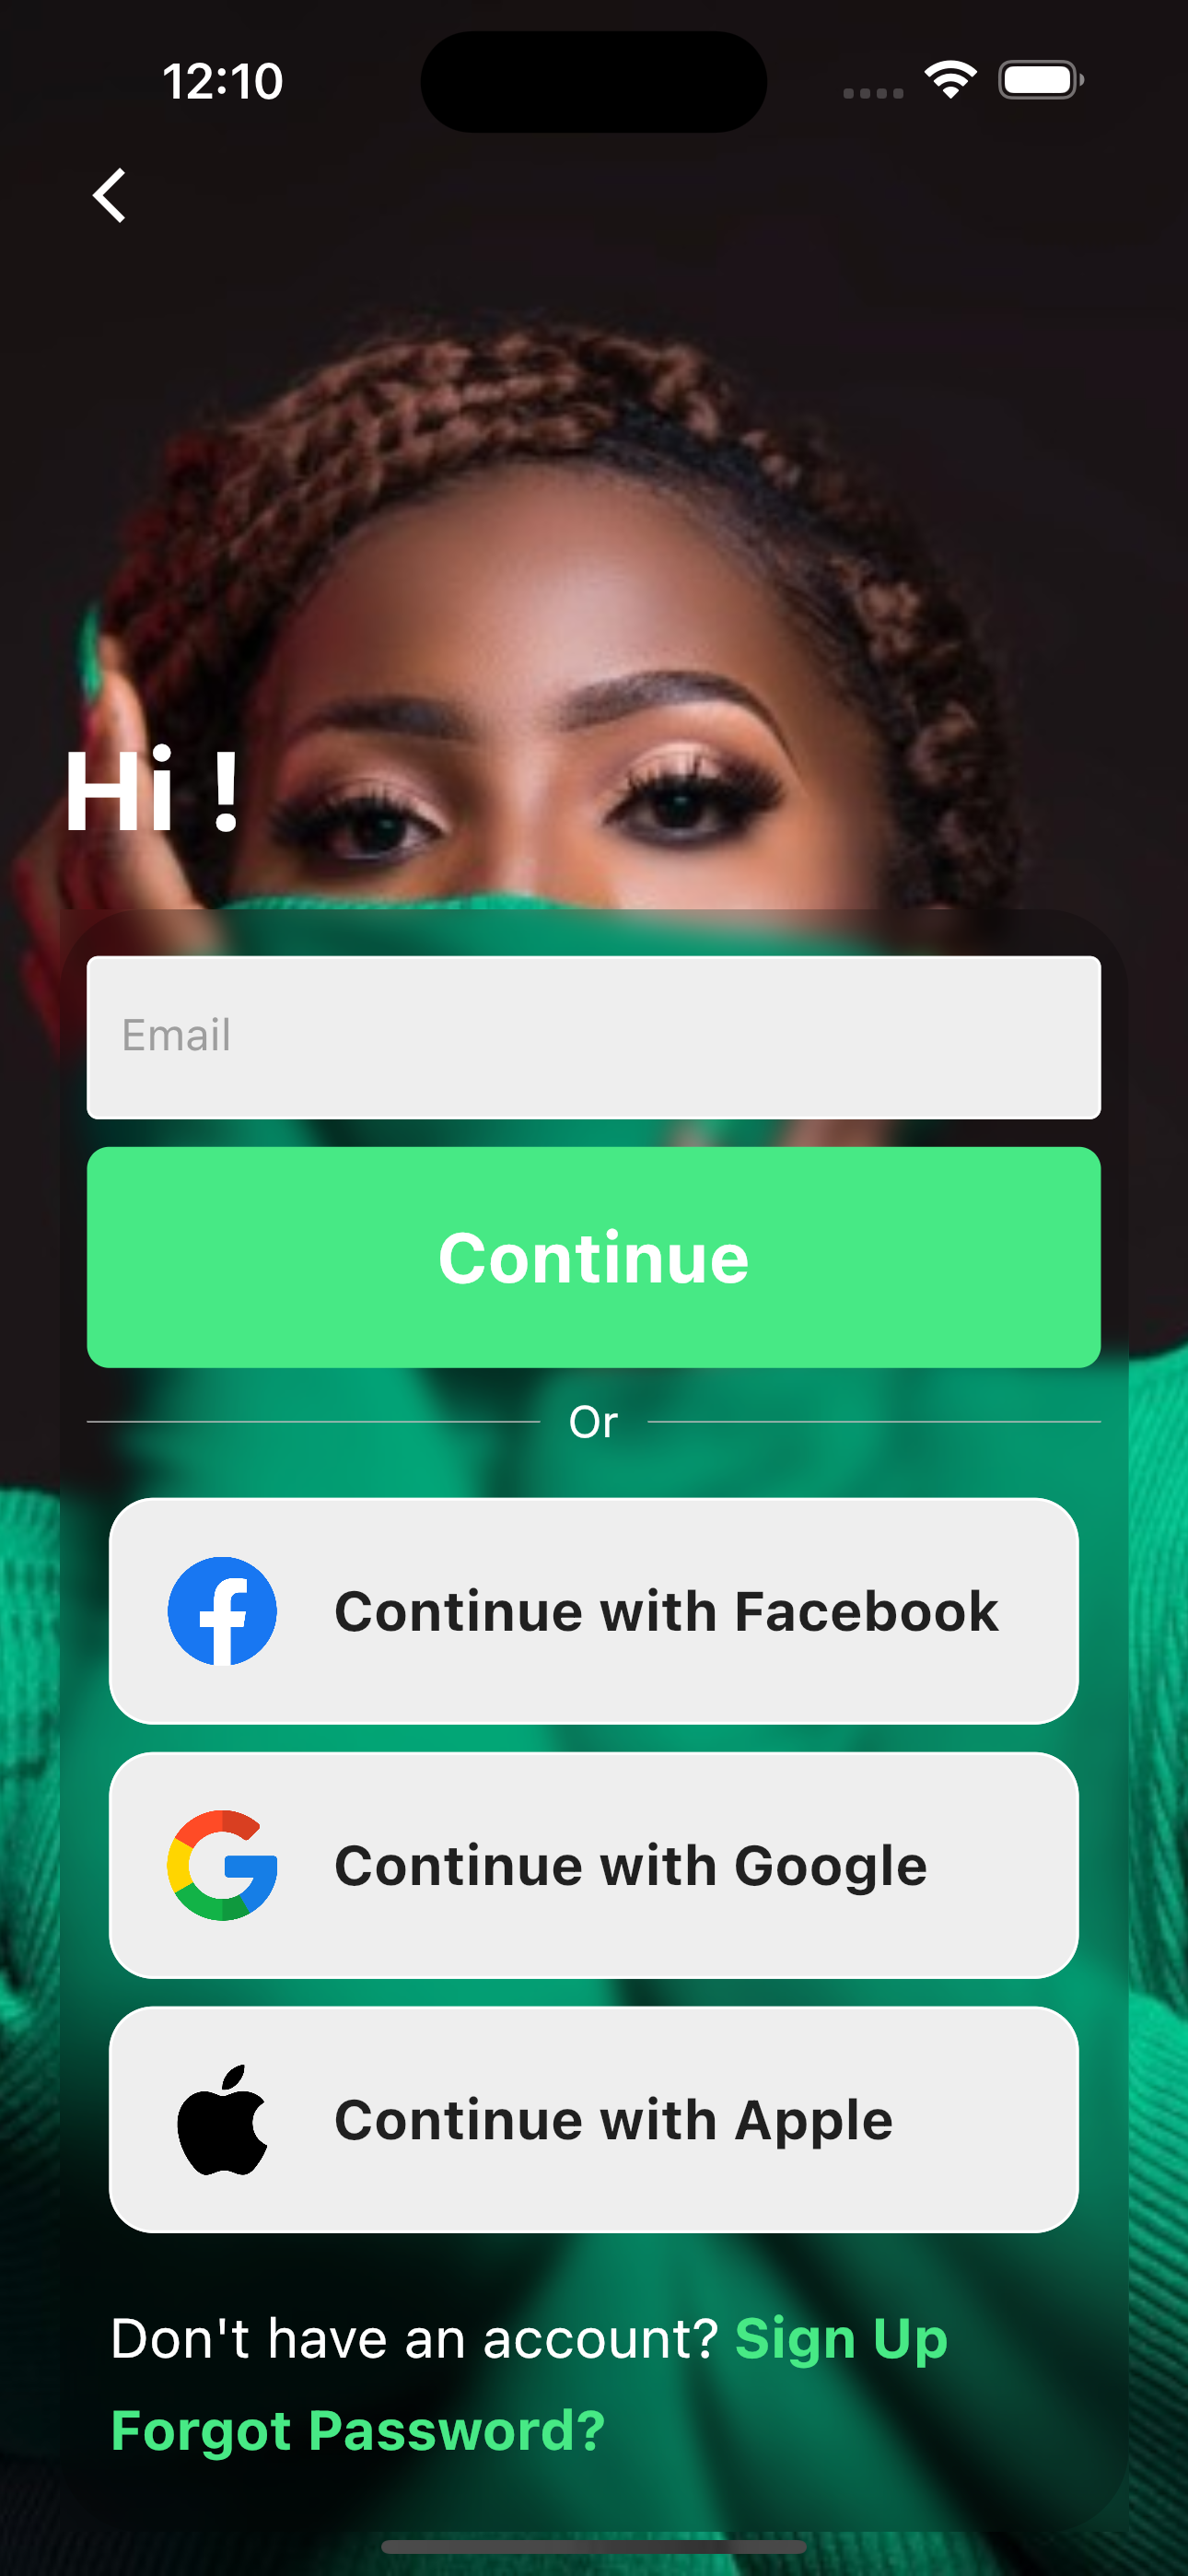 12:10
Hi !
Email
Continue
Or
Continue with Facebook
Continue with Google
Continue with Apple
Don't have an account? Sign Up
Forgot Password?